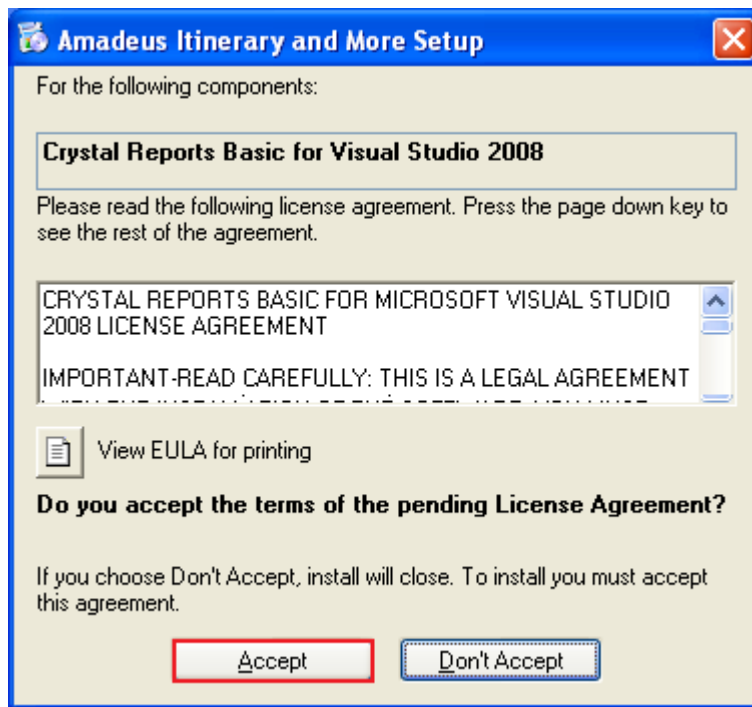 Amadeus Itinerary and More Setup
For the following components:
Crystal Reports Basic for Visual Studio 2008
Please read the following license agreement. Press the page down key to
see the rest of the agreement.
CRYSTAL REPORTS BASIC FOR MICROSOFT VISUAL STUDIO
2008 LICENSE AGREEMENT
IMPORTANT-READ CAREFULLY: THIS IS A LEGAL AGREEMENT
View EULA for printing
Do you accept the terms of the pending License Agreement?
If you choose Don't Accept, install will close. To install you must accept
this agreement.
Accept
Don't Accept